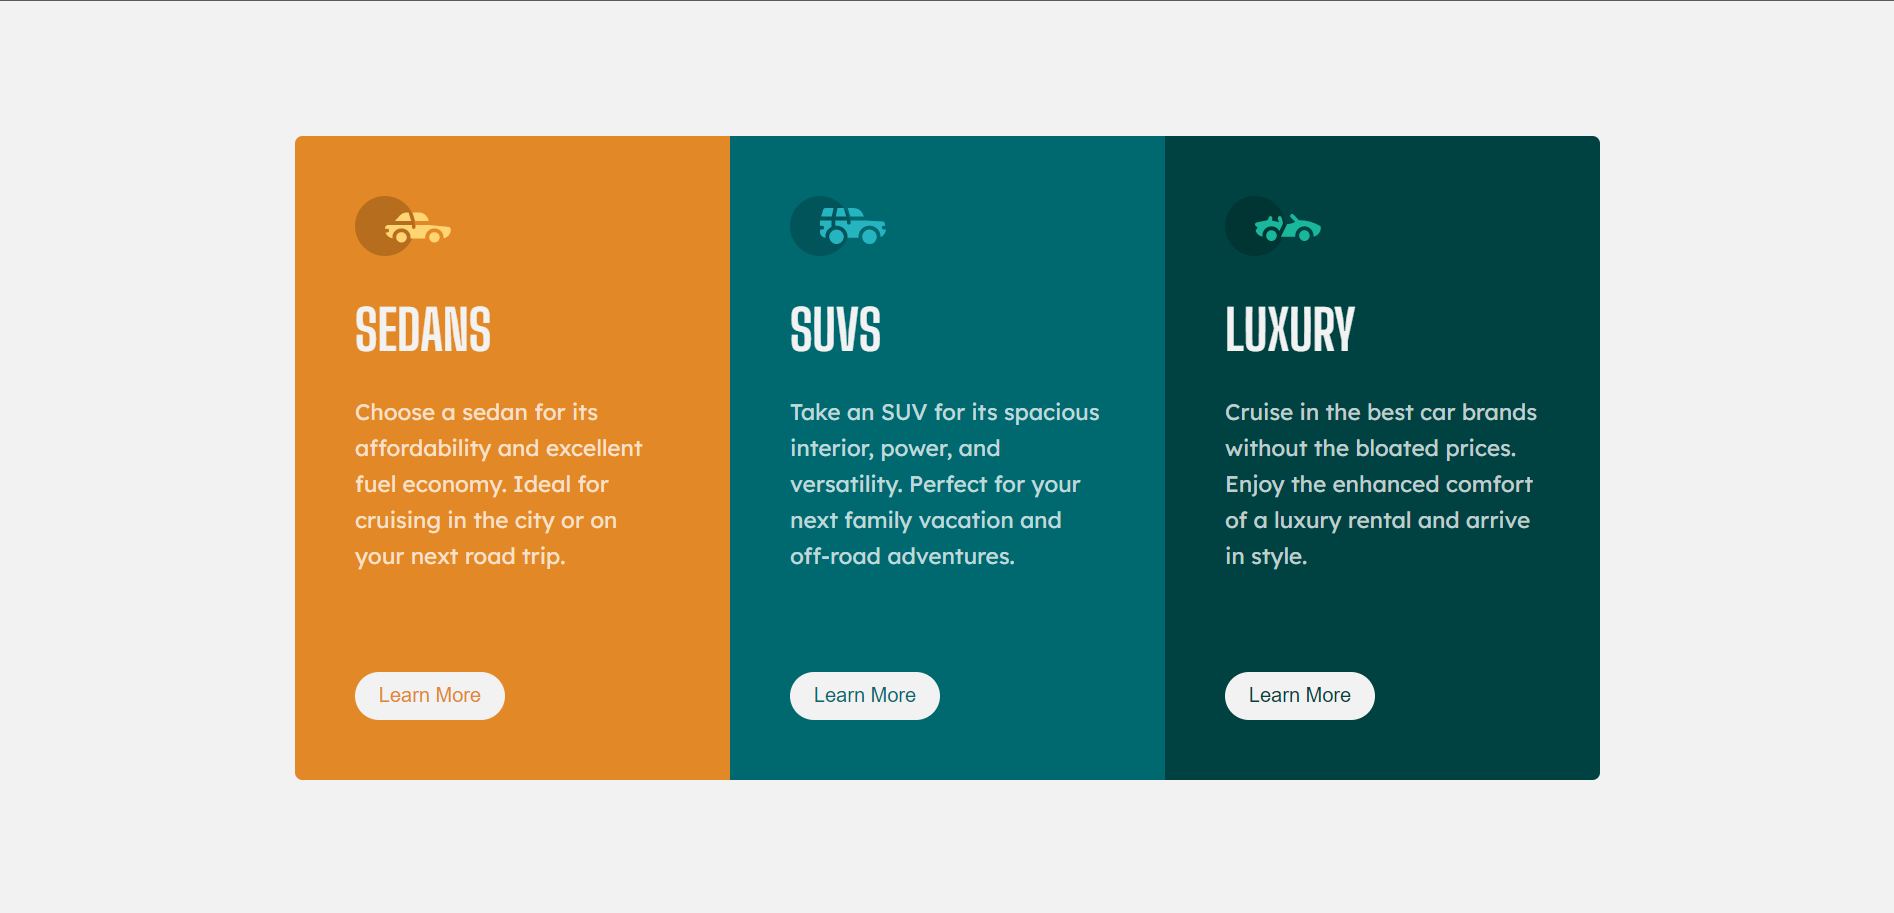 SEDANS
Choose a sedan for its
affordability and excellent
fuel economy. Ideal for
cruising in the city or on
your next road trip.
Learn More
SUVS
Take an SUV for its spacious
interior, power, and
versatility. Perfect for your
next family vacation and
off-road adventures.
Learn More
LUXURY
Cruise in the best car brands
without the bloated prices.
Enjoy the enhanced comfort
of a luxury rental and arrive
in style.
Learn More